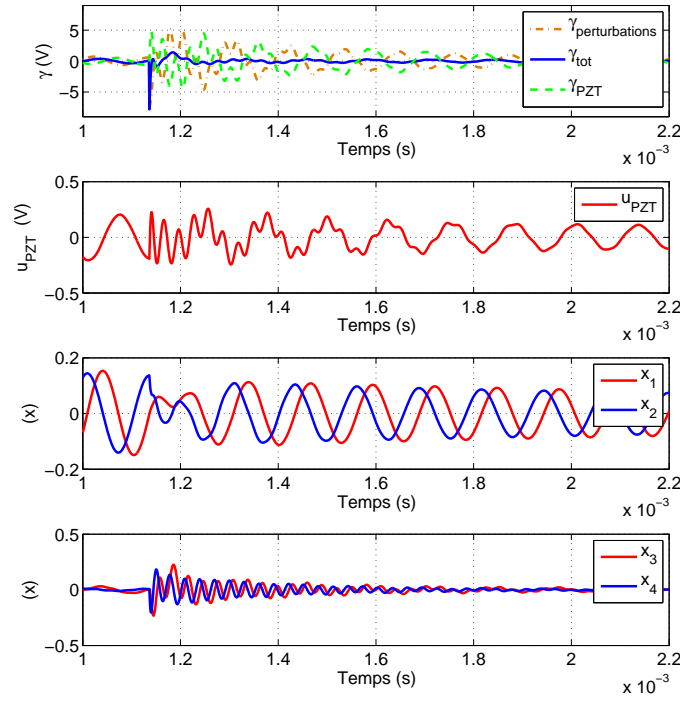 γ (V)
5
0
−5
γperturbations
γtot
γPZT
1 1.2 1.4 1.6 1.8 2 2.2
Temps (s)
x 10⁻³
uPZT (V)
0.5
0
−0.5
uPZT
1 1.2 1.4 1.6 1.8 2 2.2
Temps (s)
x 10⁻³
(x)
0.2
0
−0.2
x1
x2
1 1.2 1.4 1.6 1.8 2 2.2
Temps (s)
x 10⁻³
(x)
0.5
0
−0.5
x3
x4
1 1.2 1.4 1.6 1.8 2 2.2
Temps (s)
x 10⁻³